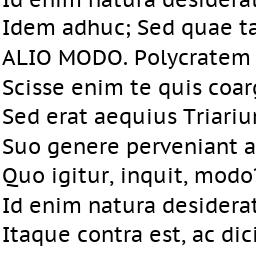 Id enim natura desiderat
Idem adhuc; Sed quae ta
ALIO MODO. Polycratem
Scisse enim te quis coarg
Sed erat aequius Triariu
Suo genere perveniant a
Quo igitur, inquit, modo?
Id enim natura desiderat
Itaque contra est, ac dici